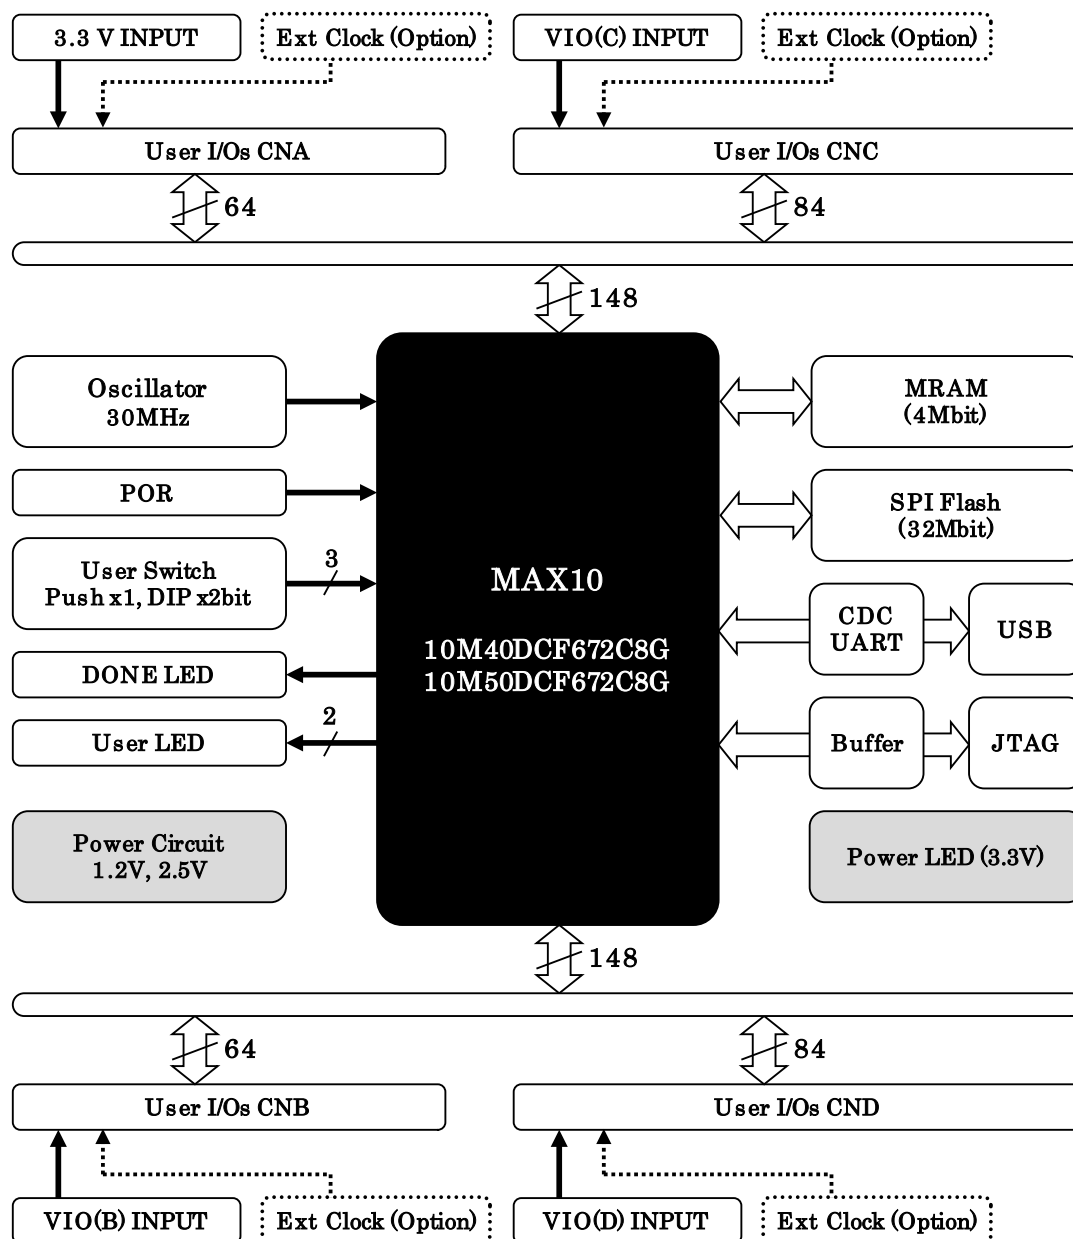 3.3 V INPUT
Ext Clock (Option)
VIO(C) INPUT
Ext Clock (Option)
User I/Os CNA
User I/Os CNC
64
84
148
Oscillator
30MHz
MRAM
(4Mbit)
POR
SPI Flash
(32Mbit)
User Switch
Push x1, DIP x2bit
3
MAX10
10M40DCF672C8G
10M50DCF672C8G
CDC
UART
USB
DONE LED
User LED
2
Buffer
JTAG
Power Circuit
1.2V, 2.5V
Power LED (3.3V)
148
64
84
User I/Os CNB
User I/Os CND
VIO(B) INPUT
Ext Clock (Option)
VIO(D) INPUT
Ext Clock (Option)